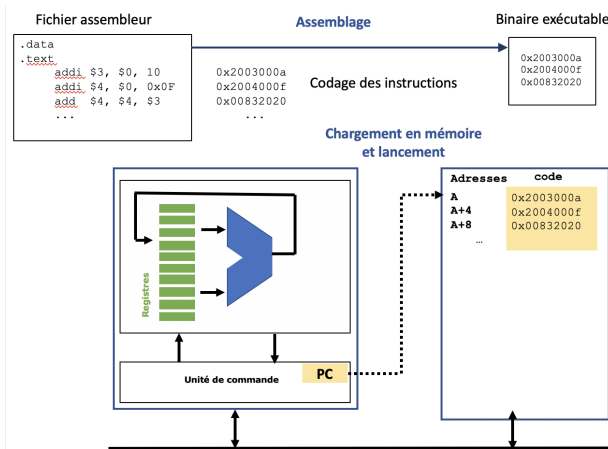 Fichier assembleur
Assemblage
Binaire exécutable
.data
.text
addi $3, $0, 10
addi $4, $0, 0x0F
add $4, $4, $3
...
0x2003000a
0x2004000f
0x00832020
...
Codage des instructions
0x2003000a
0x2004000f
0x00832020
Chargement en mémoire
et lancement
Registres
Unité de commande
PC
Adresses code
A 0x2003000a
A+4 0x2004000f
A+8 0x00832020
…